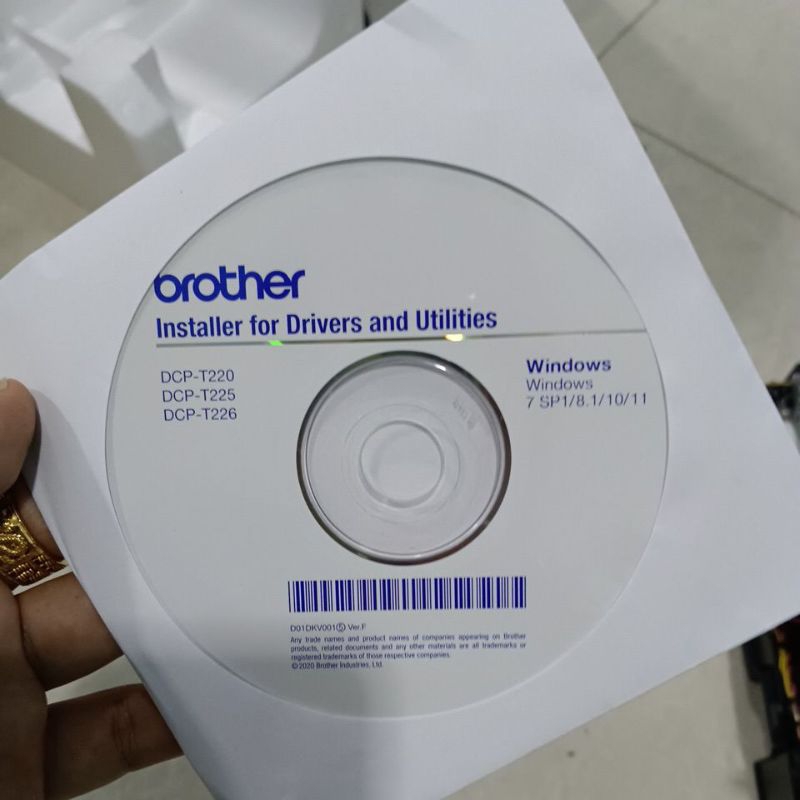 brother
Installer for Drivers and Utilities
DCP-T220
DCP-T225
DCP-T226
Windows
Windows
7 SP1/8.1/10/11
D01DKV001⑤ Ver.F
Any trade names and product names of companies appearing on Brother
products, related documents and any other materials are all trademarks or
registered trademarks of those respective companies.
©2020 Brother Industries, Ltd.